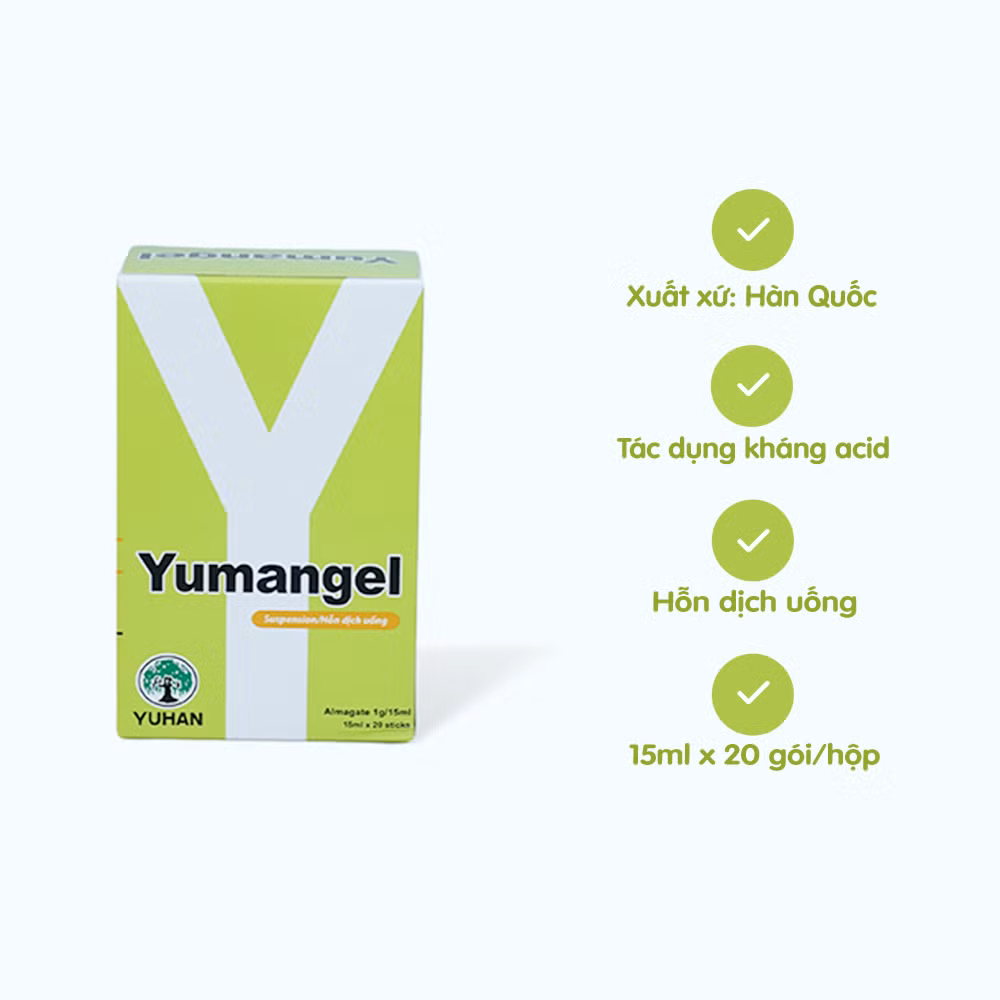 Yumangel
Yumangel
Suspension/Hỗn dịch uống
YUHAN
Almagate 1g/15ml
15ml x 20 sticks
Xuất xứ: Hàn Quốc
Tác dụng kháng acid
Hỗn dịch uống
15ml x 20 gói/hộp